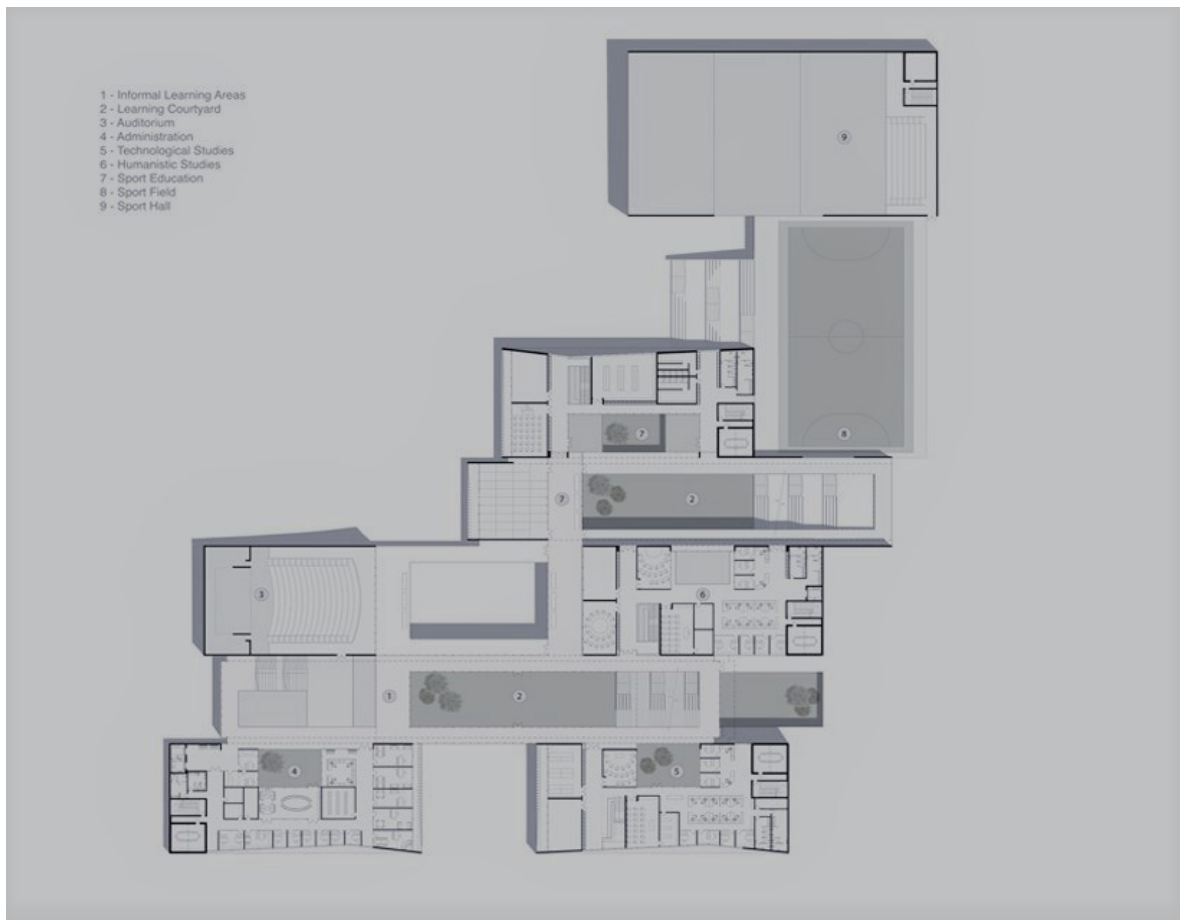 1 - Informal Learning Areas
2 - Learning Courtyard
3 - Auditorium
4 - Administration
5 - Technological Studies
6 - Humanistic Studies
7 - Sport Education
8 - Sport Field
9 - Sport Hall
9
7
8
7
2
3
6
1
2
4
5